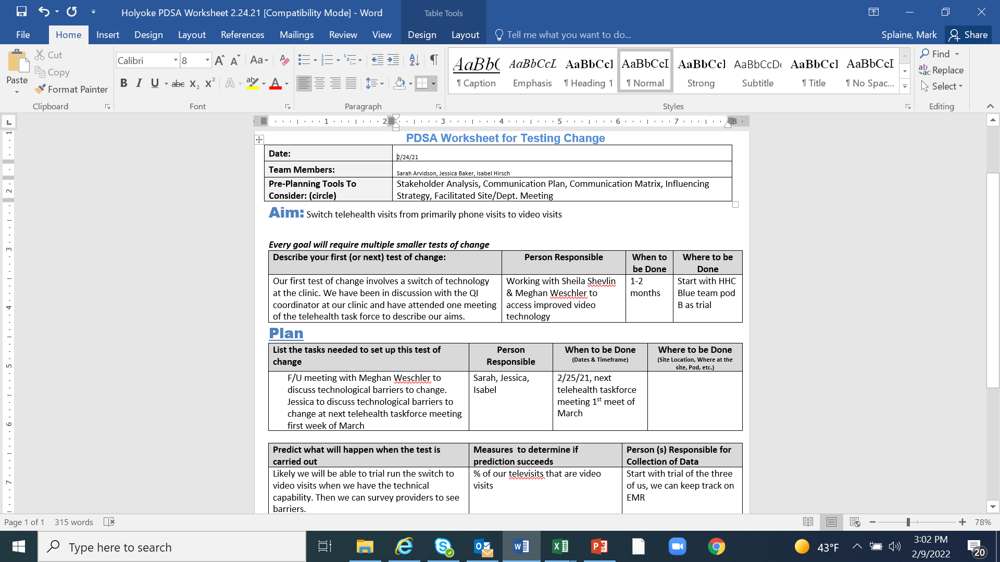 Holyoke PDSA Worksheet 2.24.21 [Compatibility Mode] - Word
Table Tools
File Home Insert Design Layout References Mailings Review View Design Layout Tell me what you want to do... Splaine, Mark Share
Paste
Cut
Copy
Format Painter
Clipboard
Calibri 8
Font
Paragraph
¶ Caption
Emphasis
¶ Heading 1
¶ Normal
Strong
Subtitle
¶ Title
¶ No Spac...
Styles
Find
Replace
Select
Editing
1 2 3 4 5 6 7 8
PDSA Worksheet for Testing Change
Date: 2/24/21
Team Members: Sarah Arvidson, Jessica Baker, Isabel Hirsch
Pre-Planning Tools To
Consider: (circle)
Stakeholder Analysis, Communication Plan, Communication Matrix, Influencing
Strategy, Facilitated Site/Dept. Meeting
Aim: Switch telehealth visits from primarily phone visits to video visits
Every goal will require multiple smaller tests of change
Describe your first (or next) test of change:
Person Responsible
When to
be Done
Where to be
Done
Our first test of change involves a switch of technology
at the clinic. We have been in discussion with the QI
coordinator at our clinic and have attended one meeting
of the telehealth task force to describe our aims.
Working with Sheila Shevlin
& Meghan Weschler to
access improved video
technology
1-2
months
Start with HHC
Blue team pod
B as trial
Plan
List the tasks needed to set up this test of
change
Person
Responsible
When to be Done
(Dates & Timeframe)
Where to be Done
(Site Location, Where at the
site, Pod, etc.)
F/U meeting with Meghan Weschler to
discuss technological barriers to change.
Jessica to discuss technological barriers to
change at next telehealth taskforce meeting
first week of March
Sarah, Jessica,
Isabel
2/25/21, next
telehealth taskforce
meeting 1st meet of
March
Predict what will happen when the test is
carried out
Measures to determine if
prediction succeeds
Person (s) Responsible for
Collection of Data
Likely we will be able to trial run the switch to
video visits when we have the technical
capability. Then we can survey providers to see
barriers.
% of our televisits that are video
visits
Start with trial of the three
of us, we can keep track on
EMR
Page 1 of 1 315 words
78%
Type here to search
43°F
3:02 PM
2/9/2022
20